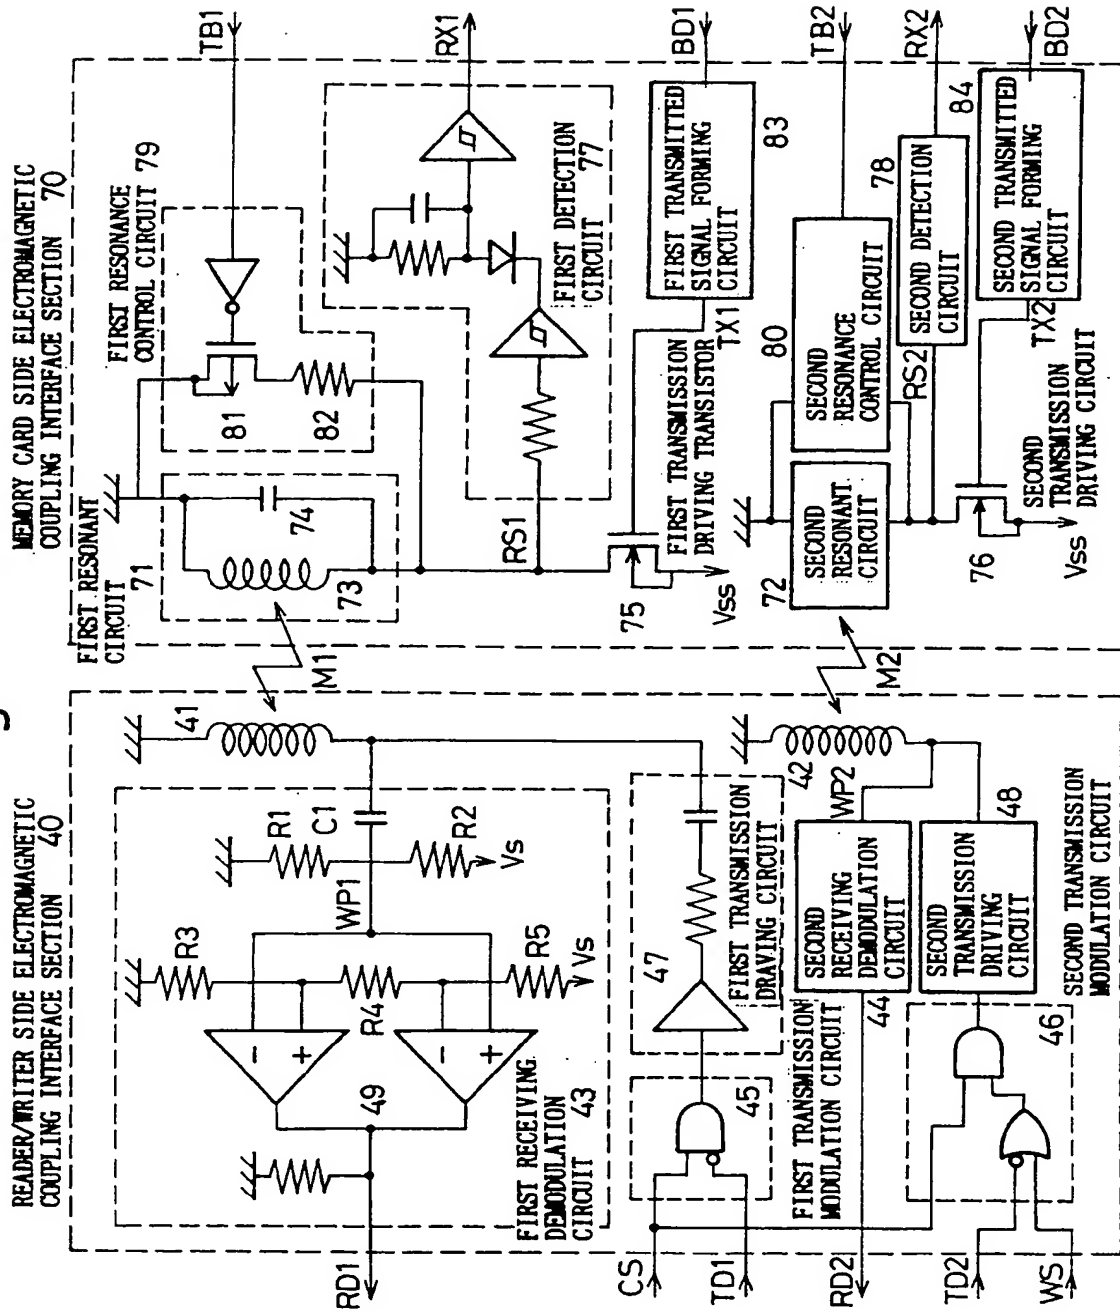 READER/WRITER SIDE ELECTROMAGNETIC
COUPLING INTERFACE SECTION 40
R3
R1
C1
R2
Vs
WP1
R4
R5
Vs
-
+
-
+
49
FIRST RECEIVING
DEMODULATION
CIRCUIT 43
RD1
41
M1
CS
TD1
45
47
FIRST TRANSMISSION
DRAVING CIRCUIT
FIRST TRANSMISSION
MODULATION CIRCUIT
42
WP2
M2
SECOND
RECEIVING
DEMODULATION
CIRCUIT
44
RD2
48
SECOND
TRANSMISSION
DRIVING
CIRCUIT
46
TD2
WS
SECOND TRANSMISSION
MODULATION CIRCUIT
MEMORY CARD SIDE ELECTROMAGNETIC
COUPLING INTERFACE SECTION 70
FIRST RESONANT
CIRCUIT 71
73
74
FIRST RESONANCE
CONTROL CIRCUIT 79
81
82
TB1
RX1
FIRST DETECTION
CIRCUIT 77
RS1
75
Vss
FIRST TRANSMISSION
DRIVING TRANSISTOR
TX1
FIRST TRANSMITTED
SIGNAL FORMING
CIRCUIT
83
BD1
72
SECOND
RESONANT
CIRCUIT
80
SECOND
RESONANCE
CONTROL CIRCUIT
TB2
RS2
78
SECOND DETECTION
CIRCUIT
RX2
84
SECOND TRANSMITTED
SIGNAL FORMING
CIRCUIT
BD2
TX2
76
Vss
SECOND
TRANSMISSION
DRIVING CIRCUIT